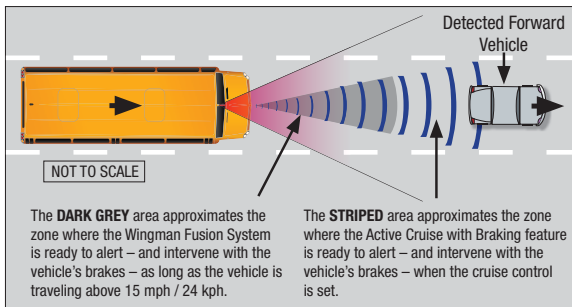 Detected Forward
Vehicle
NOT TO SCALE
The DARK GREY area approximates the
zone where the Wingman Fusion System
is ready to alert – and intervene with the
vehicle’s brakes – as long as the vehicle is
traveling above 15 mph / 24 kph.
The STRIPED area approximates the zone
where the Active Cruise with Braking feature
is ready to alert – and intervene with the
vehicle’s brakes – when the cruise control
is set.